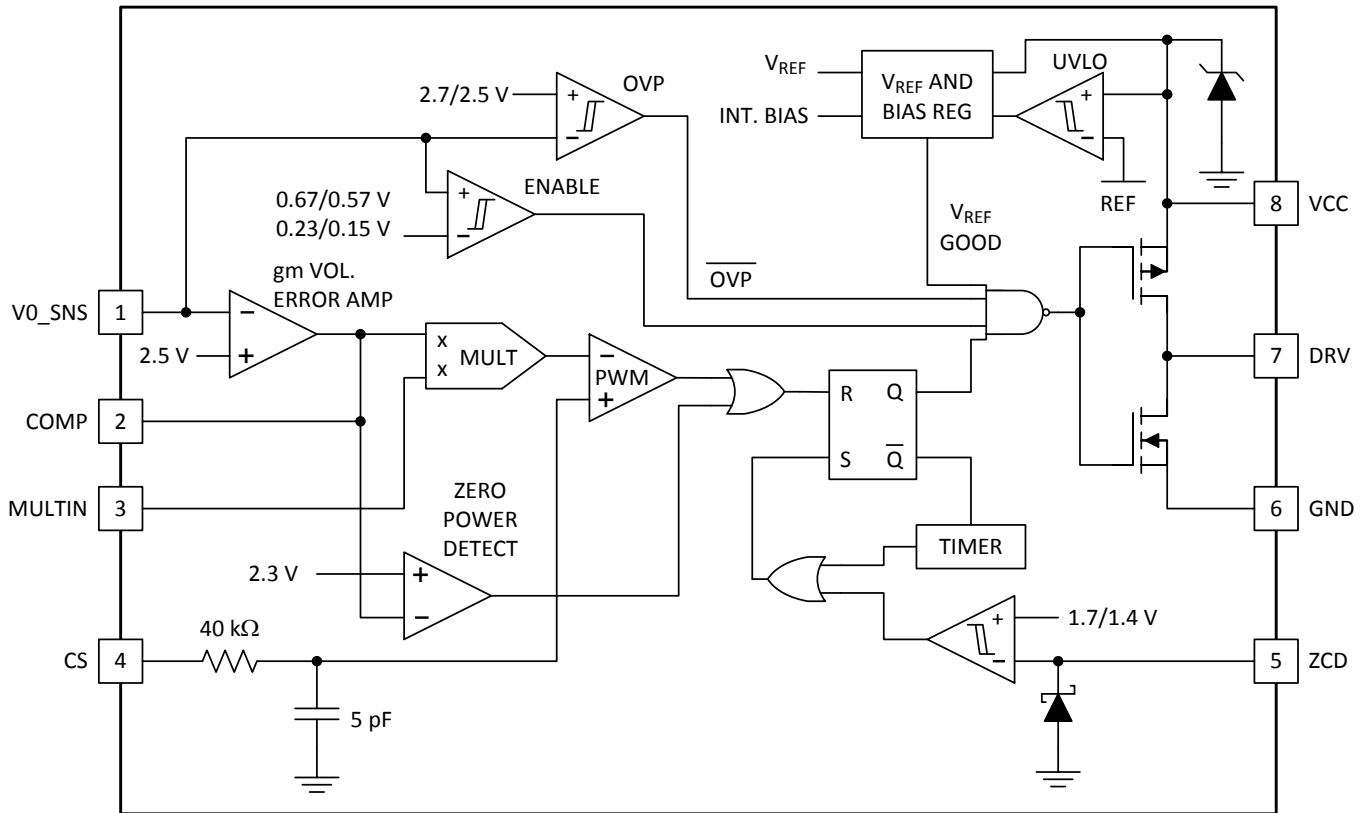 OVP
UVLO
2.7/2.5 V
+
−
V_REF
INT. BIAS
V_REF AND
BIAS REG
+
−
REF
ENABLE
0.67/0.57 V
0.23/0.15 V
+
−
V_REF
GOOD
OVP
8
VCC
gm VOL.
ERROR AMP
V0_SNS
1
−
+
2.5 V
x
x
MULT
−
+
PWM
7
DRV
COMP
2
R
Q
S
Q
MULTIN
3
6
GND
ZERO
POWER
DETECT
2.3 V
+
−
TIMER
1.7/1.4 V
+
−
CS
4
40 kΩ
5
ZCD
5 pF